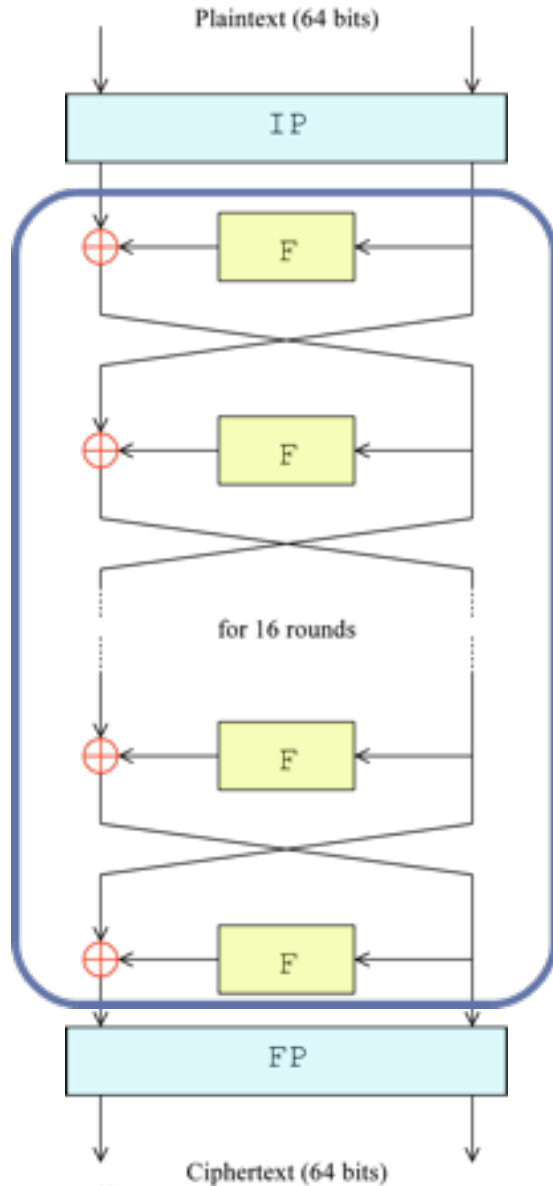 Plaintext (64 bits)
IP
F
F
for 16 rounds
F
F
FP
Ciphertext (64 bits)